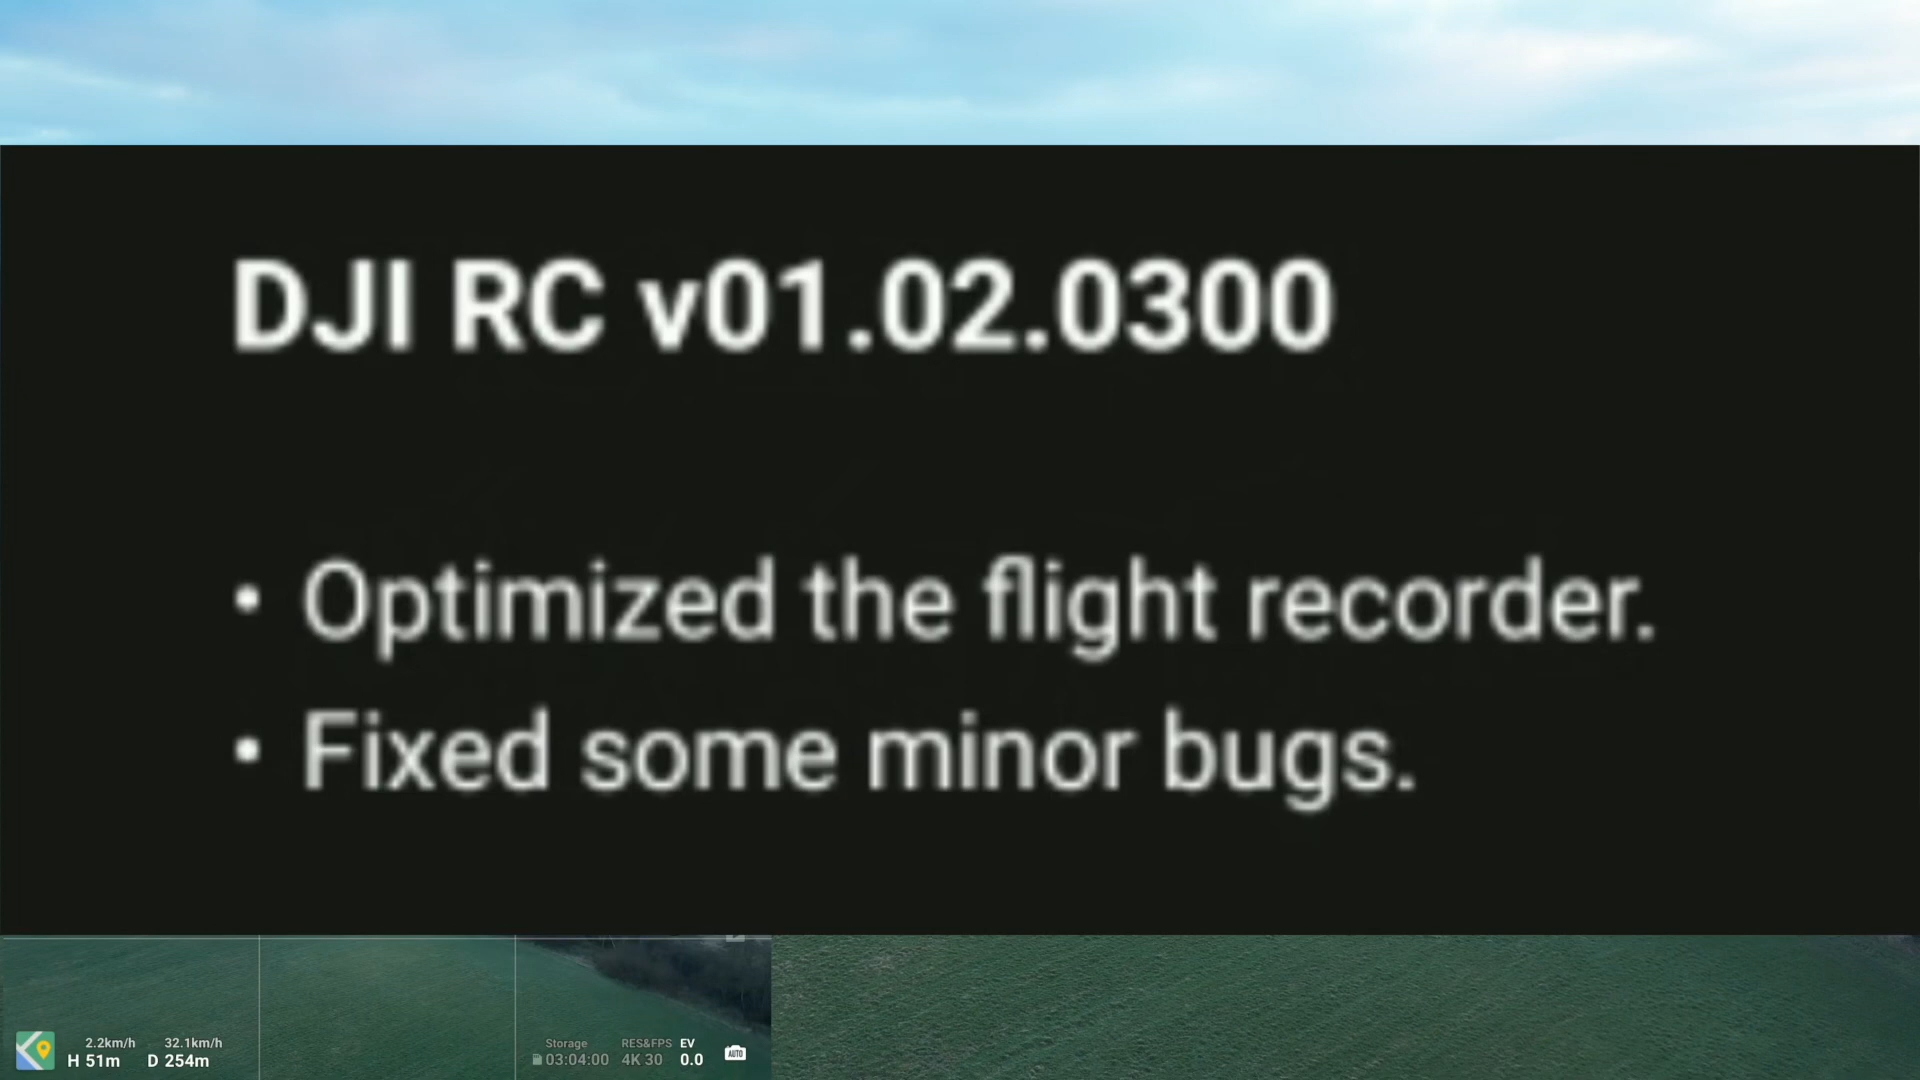 DJI RC v01.02.0300
• Optimized the flight recorder.
• Fixed some minor bugs.
2.2km/h 32.1km/h
H 51m D 254m
Storage RES&FPS EV
03:04:00 4K 30 0.0
AUTO